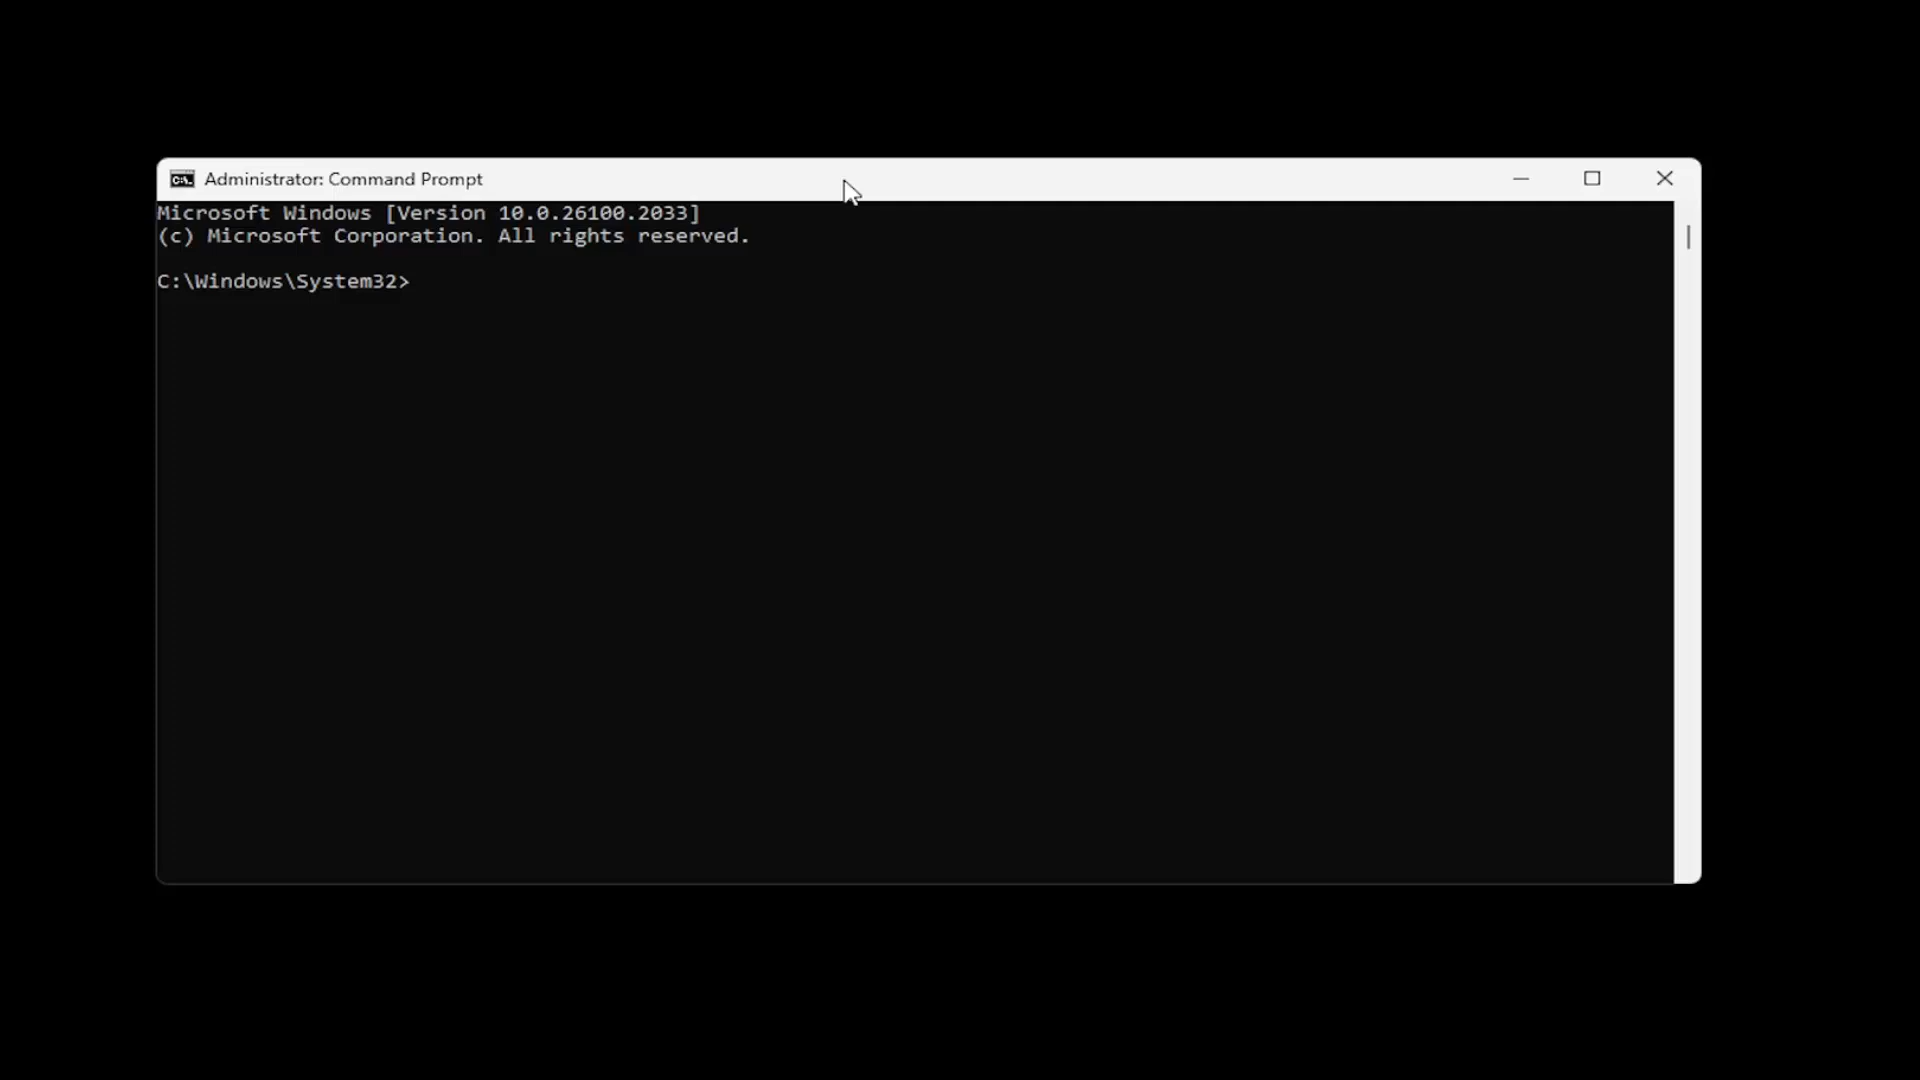 Administrator: Command Prompt
Microsoft Windows [Version 10.0.26100.2033]
(c) Microsoft Corporation. All rights reserved.
C:\Windows\System32>